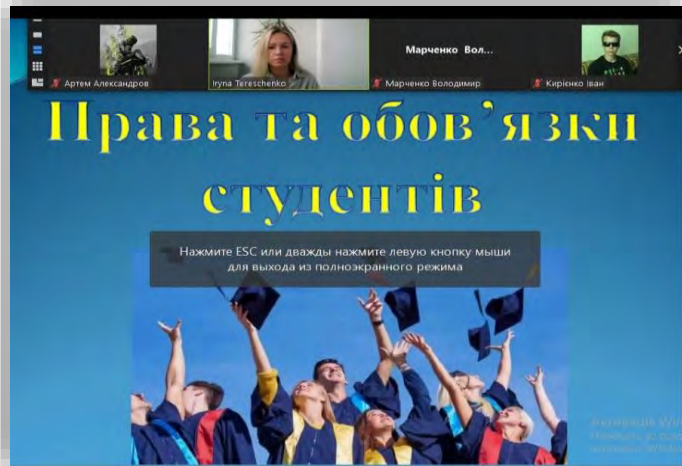 Марченко Вол...
Артем Александров
Iryna Tereschenko
Марченко Володимир
Кирієнко Іван
Права та обов’язки
студентів
Нажмите ESC или дважды нажмите левую кнопку мыши
для выхода из полноэкранного режима